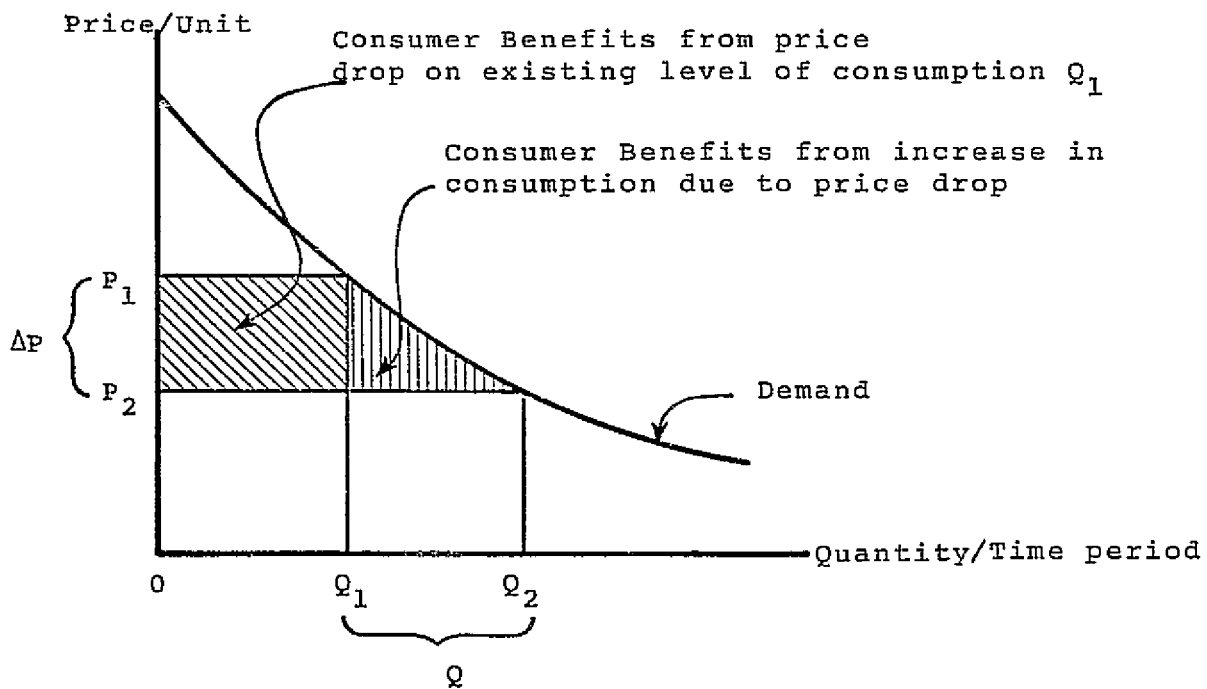 Price/Unit
Consumer Benefits from price
drop on existing level of consumption Q₁
Consumer Benefits from increase in
consumption due to price drop
P₁
ΔP
P₂
Demand
Quantity/Time period
0
Q₁
Q₂
Q